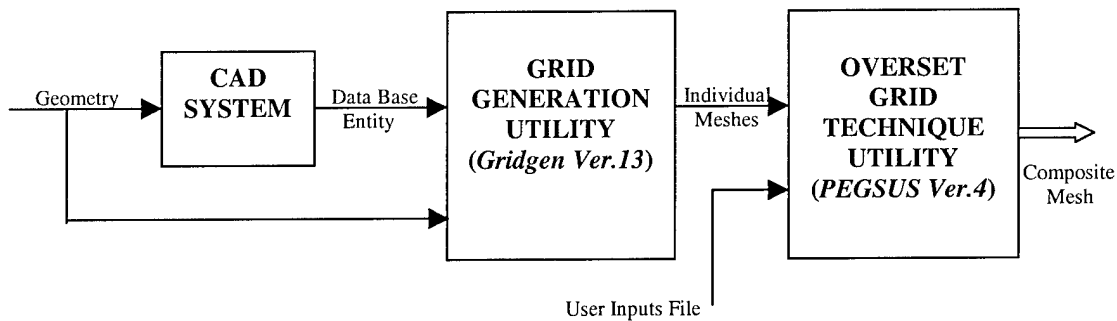 Geometry
CAD
SYSTEM
Data Base
Entity
GRID
GENERATION
UTILITY
(Gridgen Ver.13)
Individual
Meshes
OVERSET
GRID
TECHNIQUE
UTILITY
(PEGSUS Ver.4)
Composite
Mesh
User Inputs File